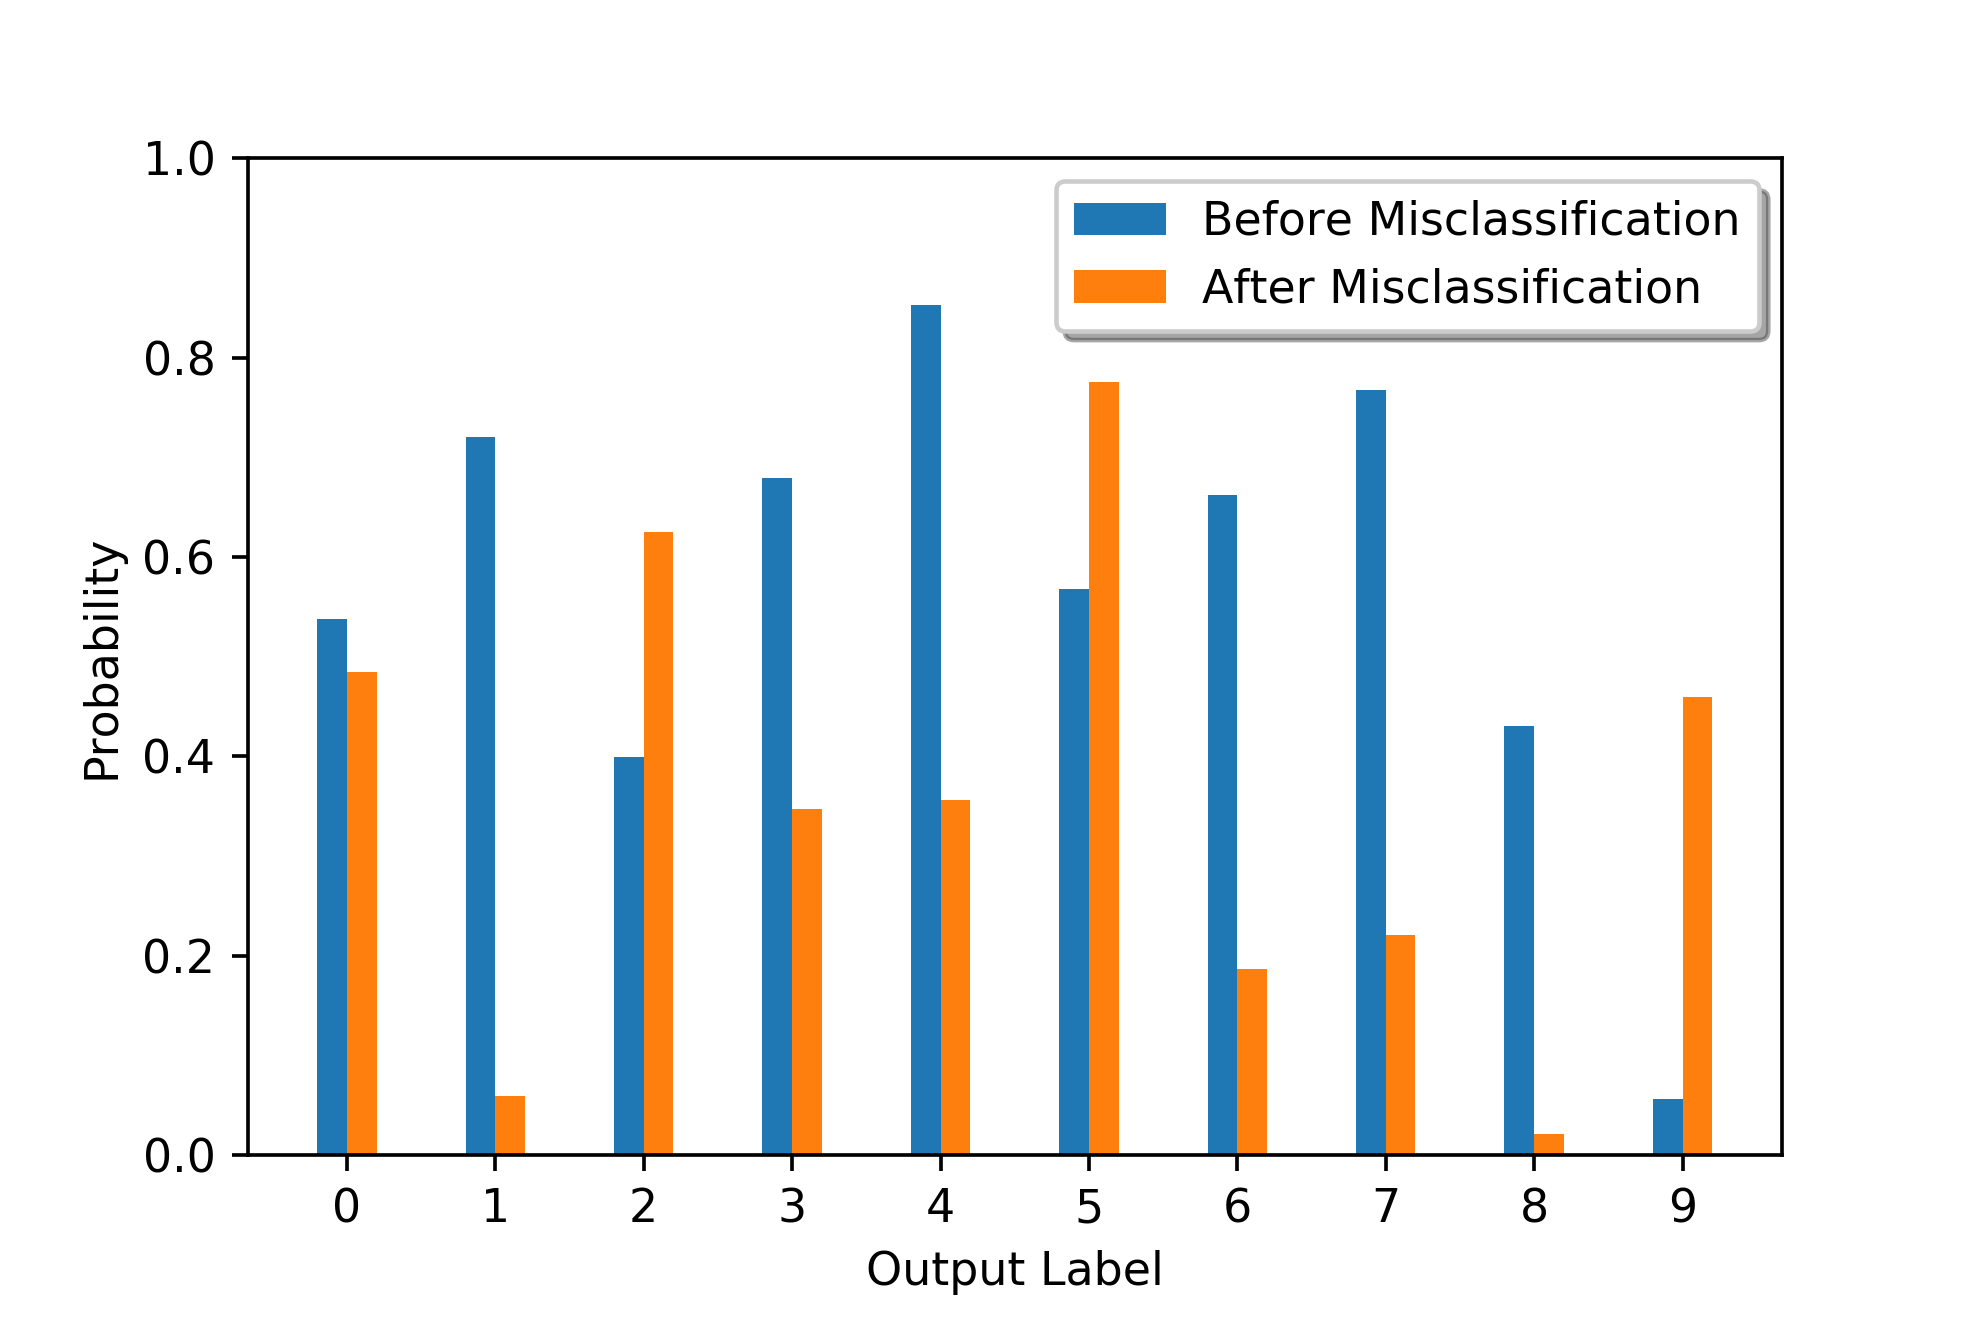 1.0
0.8
0.6
0.4
0.2
0.0
Probability
Before Misclassification
After Misclassification
0 1 2 3 4 5 6 7 8 9
Output Label